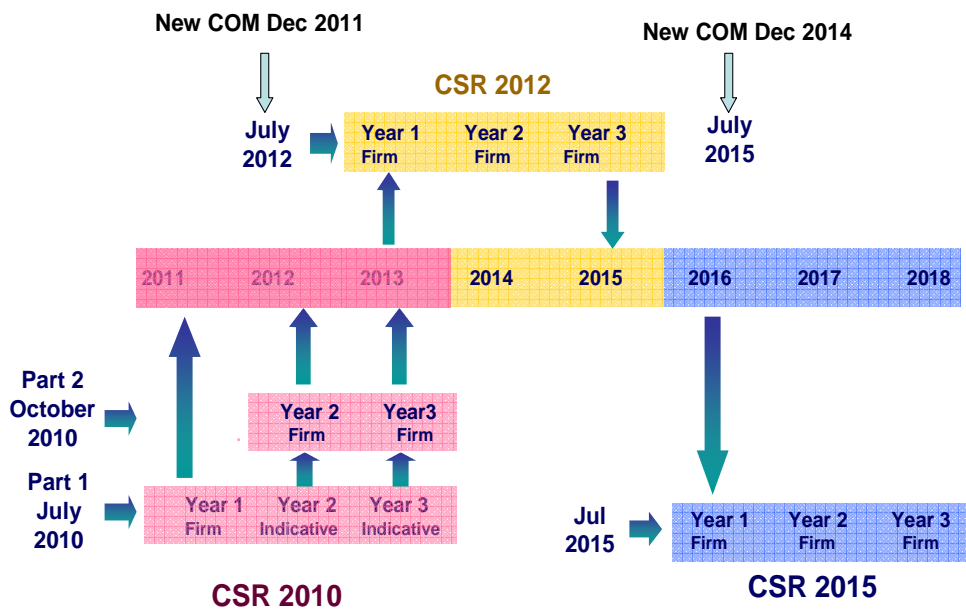 New COM Dec 2011
New COM Dec 2014
CSR 2012
July
2012
Year 1
Firm
Year 2
Firm
Year 3
Firm
July
2015
2011
2012
2013
2014
2015
2016
2017
2018
Part 2
October
2010
Year 2
Firm
Year3
Firm
Part 1
July
2010
Year 1
Firm
Year 2
Indicative
Year 3
Indicative
Jul
2015
Year 1
Firm
Year 2
Firm
Year 3
Firm
CSR 2010
CSR 2015